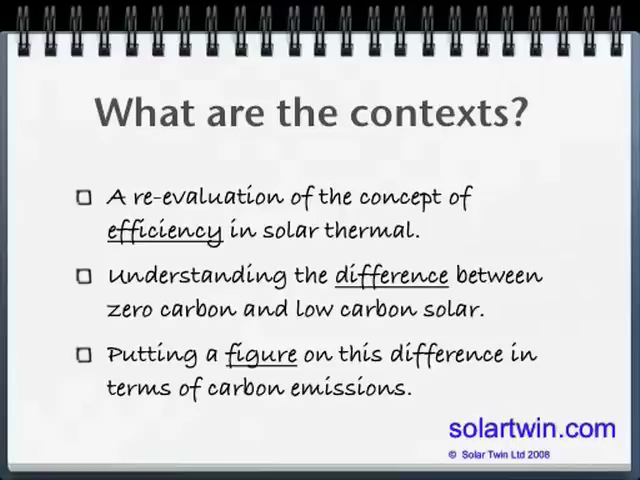 What are the contexts?
A re-evaluation of the concept of
efficiency in solar thermal.
Understanding the difference between
zero carbon and low carbon solar.
Putting a figure on this difference in
terms of carbon emissions.
solartwin.com
© Solar Twin Ltd 2008